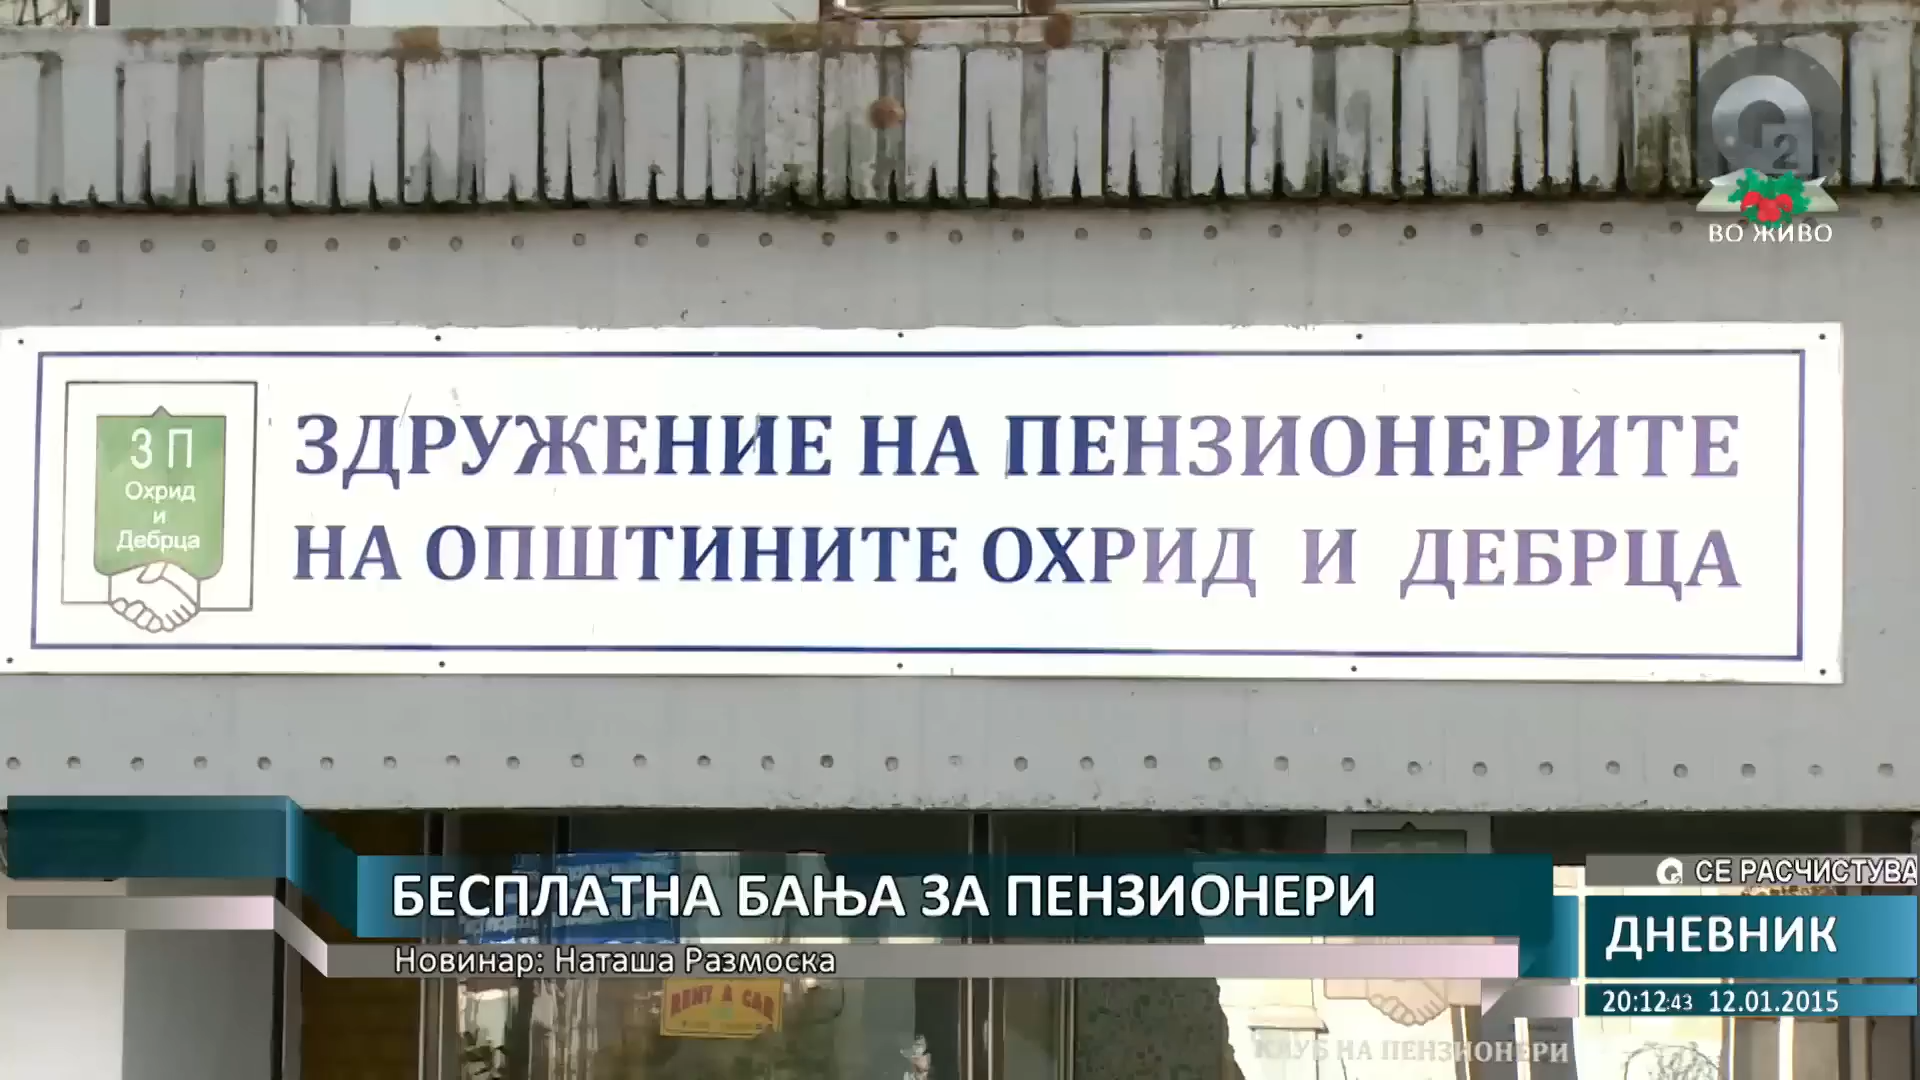 2
ВО ЖИВО
З П
Охрид
и
Дебрца
ЗДРУЖЕНИЕ НА ПЕНЗИОНЕРИТЕ
НА ОПШТИНИТЕ ОХРИД И ДЕБРЦА
БЕСПЛАТНА БАЊА ЗА ПЕНЗИОНЕРИ
Новинар: Наташа Размоска
СЕ РАСЧИСТУВА
ДНЕВНИК
20:12:43 12.01.2015
RENT A CAR
КЛУБ НА ПЕНЗИОНЕРИ